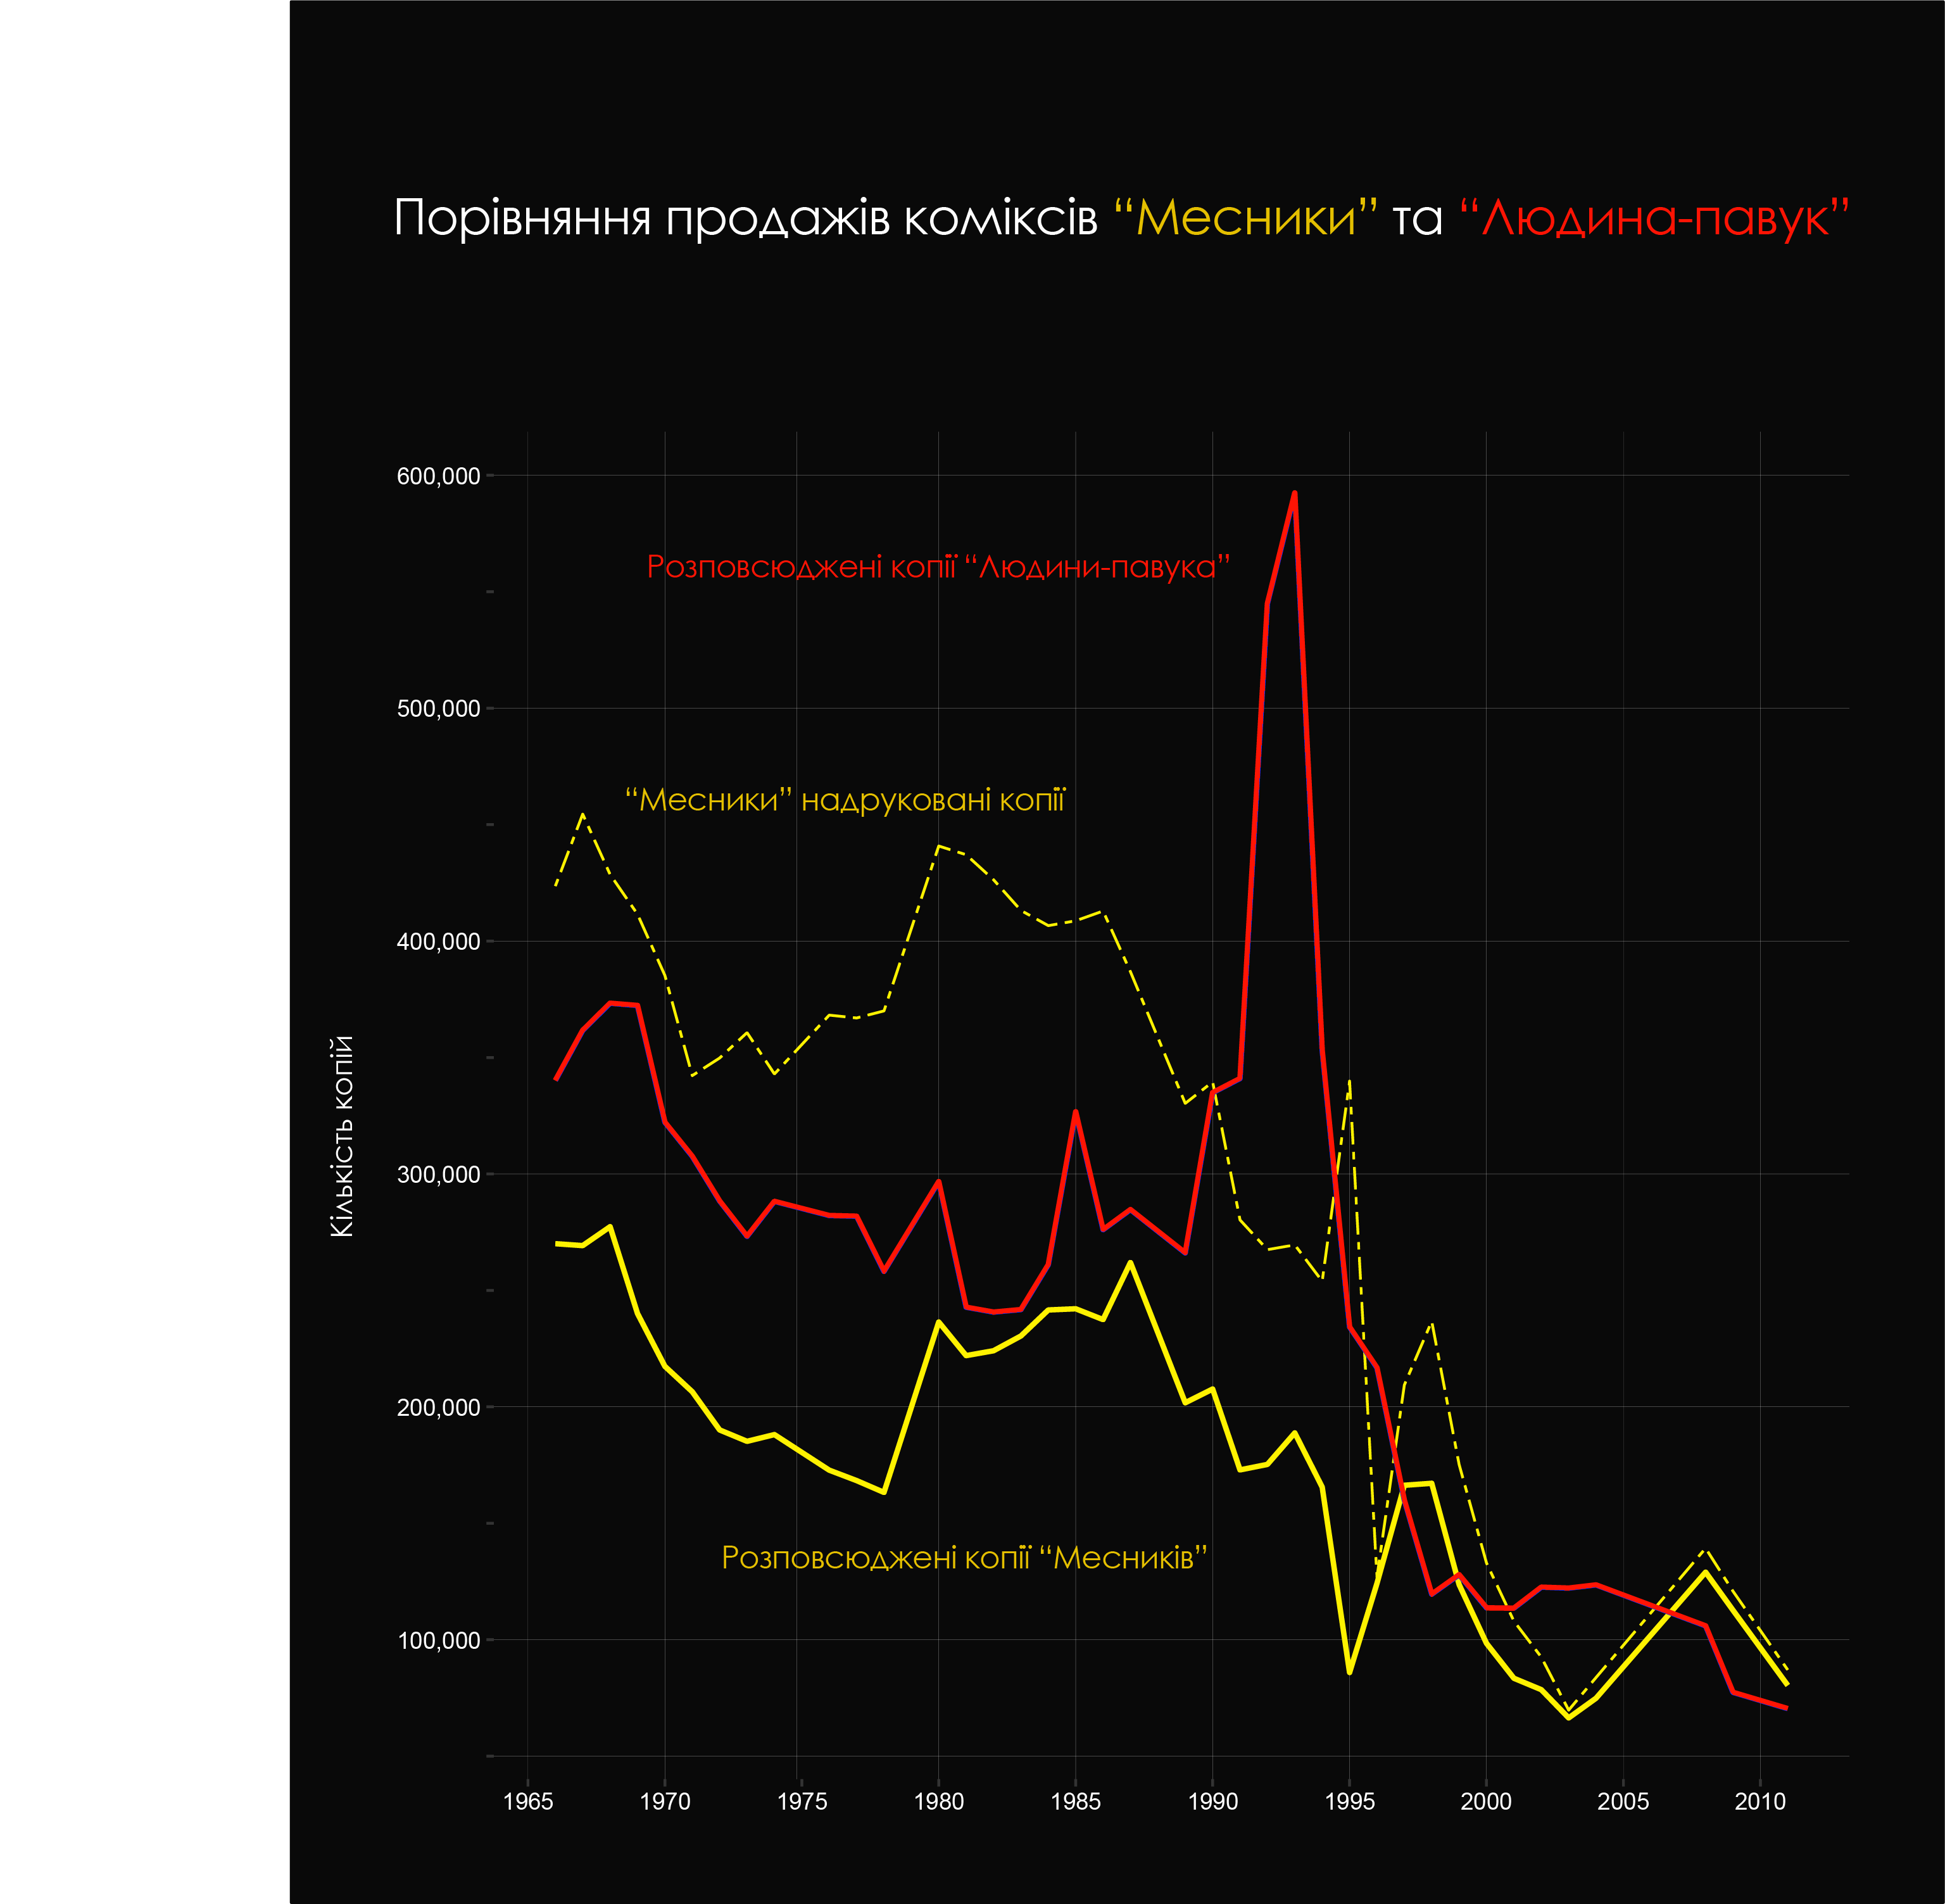 Порівняння продажів коміксів “Месники” та “Людина-павук”
600,000
Розповсюджені копії “Людини-павука”
500,000
“Месники” надруковані копії
400,000
Кількість копій
300,000
200,000
Розповсюджені копії “Месників”
100,000
1965 1970 1975 1980 1985 1990 1995 2000 2005 2010